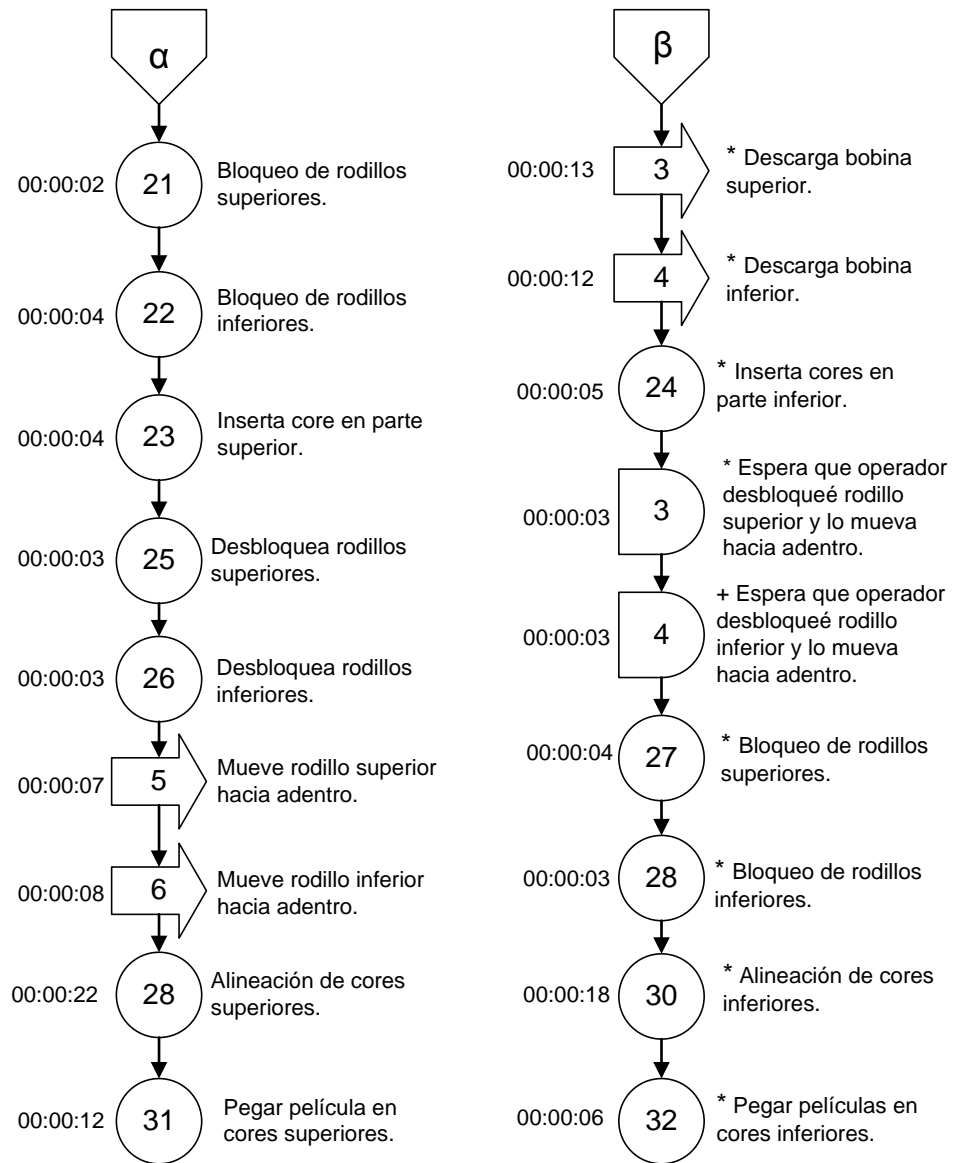 α
00:00:02
21
Bloqueo de rodillos
superiores.
00:00:04
22
Bloqueo de rodillos
inferiores.
00:00:04
23
Inserta core en parte
superior.
00:00:03
25
Desbloquea rodillos
superiores.
00:00:03
26
Desbloquea rodillos
inferiores.
00:00:07
5
Mueve rodillo superior
hacia adentro.
00:00:08
6
Mueve rodillo inferior
hacia adentro.
00:00:22
28
Alineación de cores
superiores.
00:00:12
31
Pegar película en
cores superiores.
β
00:00:13
3
* Descarga bobina
superior.
00:00:12
4
* Descarga bobina
inferior.
00:00:05
24
* Inserta cores en
parte inferior.
00:00:03
3
* Espera que operador
desbloqueé rodillo
superior y lo mueva
hacia adentro.
00:00:03
4
+ Espera que operador
desbloqueé rodillo
inferior y lo mueva
hacia adentro.
00:00:04
27
* Bloqueo de rodillos
superiores.
00:00:03
28
* Bloqueo de rodillos
inferiores.
00:00:18
30
* Alineación de cores
inferiores.
00:00:06
32
* Pegar películas en
cores inferiores.